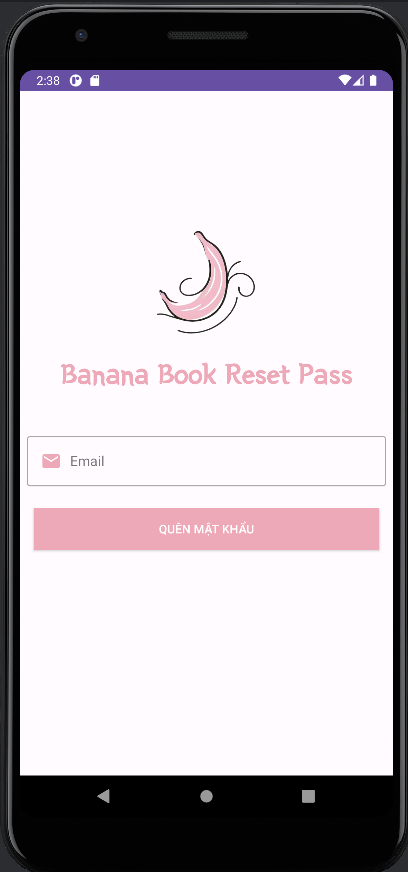 2:38
Banana Book Reset Pass
Email
QUÊN MẬT KHẨU